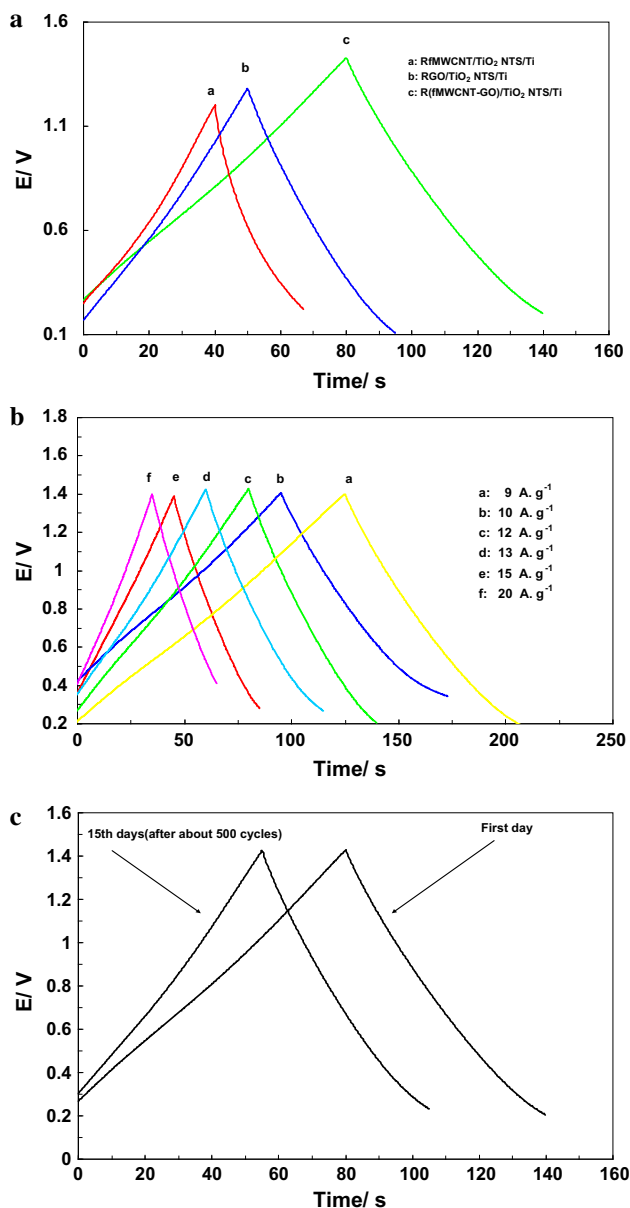 a
E/ V
1.6
1.1
0.6
0.1
a
b
c
a: RfMWCNT/TiO2 NTS/Ti
b: RGO/TiO2 NTS/Ti
c: R(fMWCNT-GO)/TiO2 NTS/Ti
0 20 40 60 80 100 120 140 160
Time/ s
b
E/ V
1.8
1.6
1.4
1.2
1
0.8
0.6
0.4
0.2
f e d c b a
a: 9 A. g-1
b: 10 A. g-1
c: 12 A. g-1
d: 13 A. g-1
e: 15 A. g-1
f: 20 A. g-1
0 50 100 150 200 250
Time/ s
c
E/ V
1.6
1.4
1.2
1
0.8
0.6
0.4
0.2
0
15th days(after about 500 cycles)
First day
0 20 40 60 80 100 120 140 160
Time/ s